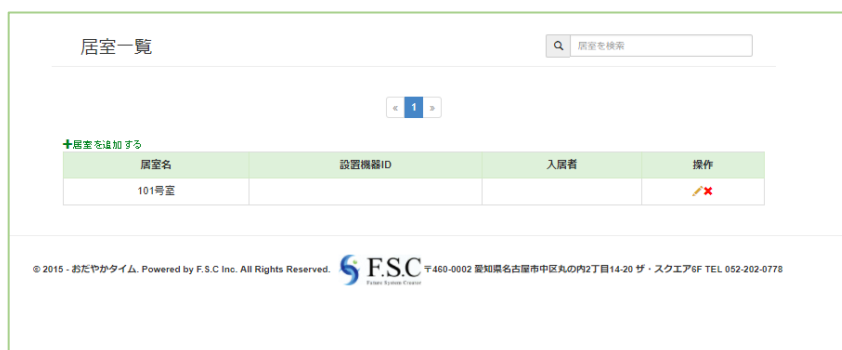 居室一覧
居室を検索
« 1 »
+居室を追加する
居室名 設置機器ID 入居者 操作
101号室
© 2015 - おだやかタイム. Powered by F.S.C Inc. All Rights Reserved. F.S.C 〒460-0002 愛知県名古屋市中区丸の内2丁目14-20 ザ・スクエア6F TEL 052-202-0778
Future System Creator